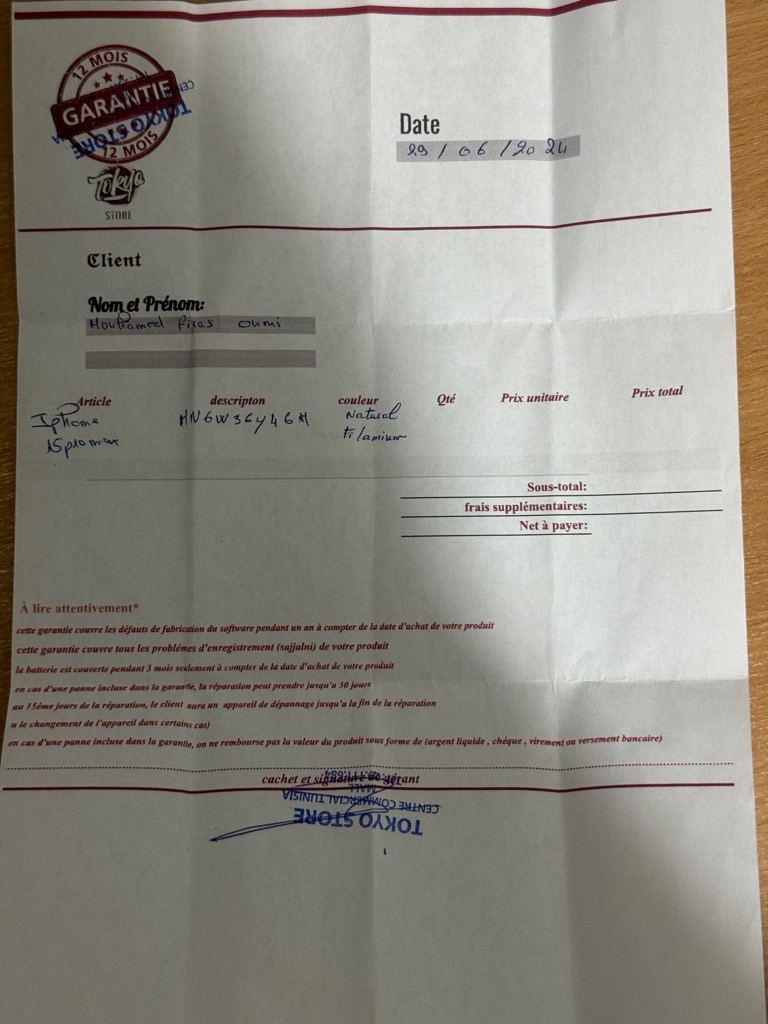 12 MOIS
GARANTIE
12 MOIS
TOKYO STORE
Tokyo
STORE
Date
29 / 06 / 2024
Client
Nom et Prénom:
Mouhamed firas
Article descripton couleur Qté Prix unitaire Prix total
Iphone Natural
15 pro max
Sous-total:
frais supplémentaires:
Net à payer:
À lire attentivement*
cette garantie couvre les défauts de fabrication du software pendant un an à compter de la date d'achat de votre produit
cette garantie couvre tous les problémes d'enregistrement (sajjalni) de votre produit
la batterie est couverte pendant 3 mois seulement à compter de la date d'achat de votre produit
en cas d'une panne incluse dans la garantie, la réparation peut prendre jusqu'a 30 jours
au 15éme jours de la réparation, le client aura un appareil de dépannage jusqu'a la fin de la réparation
u le changement de l'appareil dans certains cas)
en cas d'une panne incluse dans la garantie, on ne rembourse pas la valeur du produit sous forme de (argent liquide , chéque , virement ou versement bancaire)
cachet et signature du gérant
TOKYO STORE
CENTRE COMMERCIAL TUNISIA
MALL